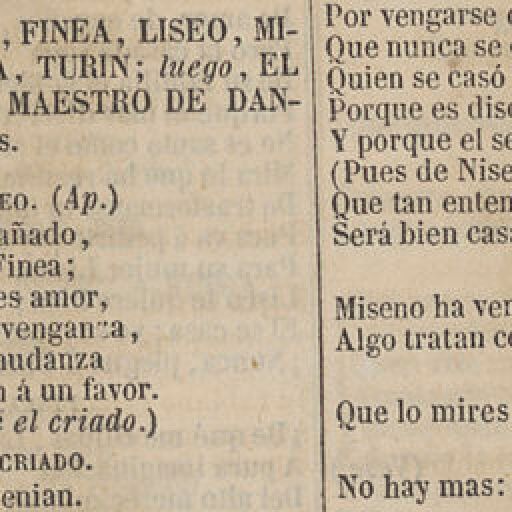 , FINEA, LISEO, MI-
A, TURIN; luego, EL
MAESTRO DE DAN-
s.
EO. (Ap.)
añado,
Finea;
es amor,
venganza,
mudanza
n á un favor.
el criado.)
CRIADO.
enian.
Por vengarse
Que nunca se
Quien se casó
Porque es disc
Y porque el se
(Pues de Nise
Que tan enten
Será bien casa
Miseno ha ver
Algo tratan co
Que lo mires
No hay mas: